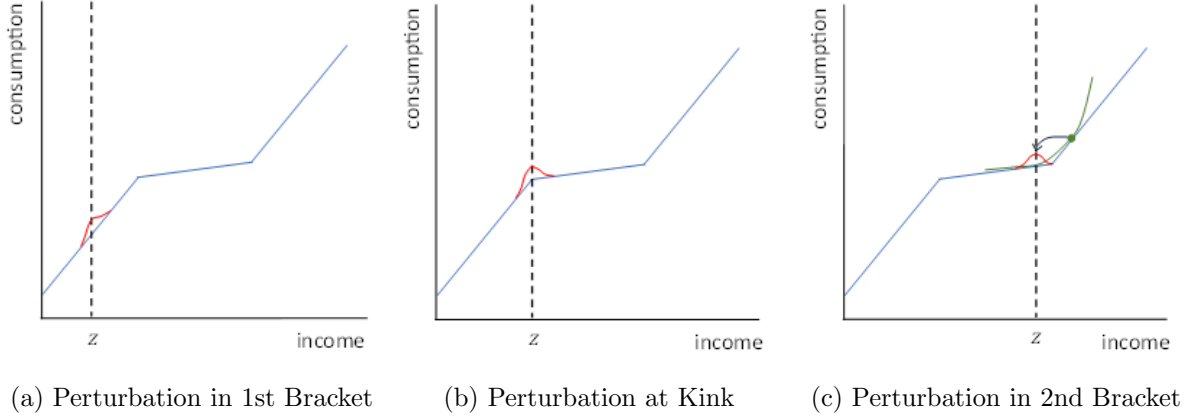 consumption
z
income
consumption
z
income
consumption
z
income
(a) Perturbation in 1st Bracket
(b) Perturbation at Kink
(c) Perturbation in 2nd Bracket